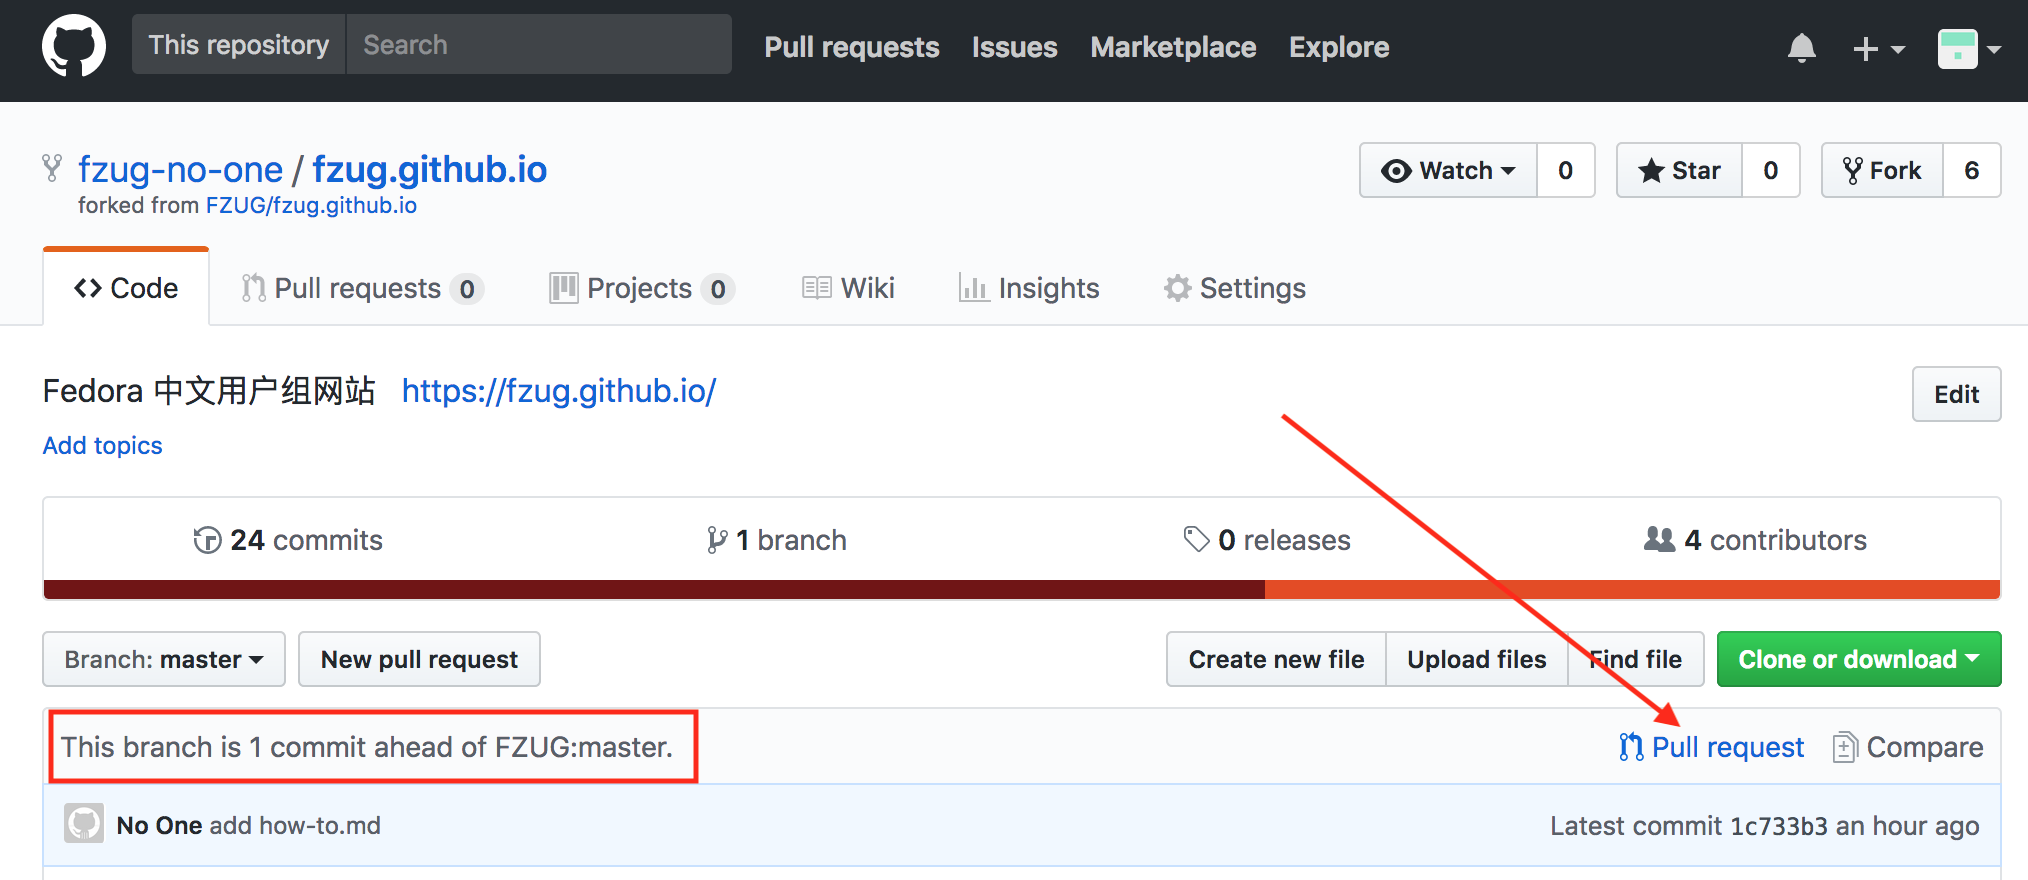 This repository Search Pull requests Issues Marketplace Explore
fzug-no-one / fzug.github.io Watch 0 Star 0 Fork 6
forked from FZUG/fzug.github.io
Code Pull requests 0 Projects 0 Wiki Insights Settings
Fedora 中文用户组网站 https://fzug.github.io/ Edit
Add topics
24 commits 1 branch 0 releases 4 contributors
Branch: master New pull request Create new file Upload files Find file Clone or download
This branch is 1 commit ahead of FZUG:master. Pull request Compare
No One add how-to.md Latest commit 1c733b3 an hour ago